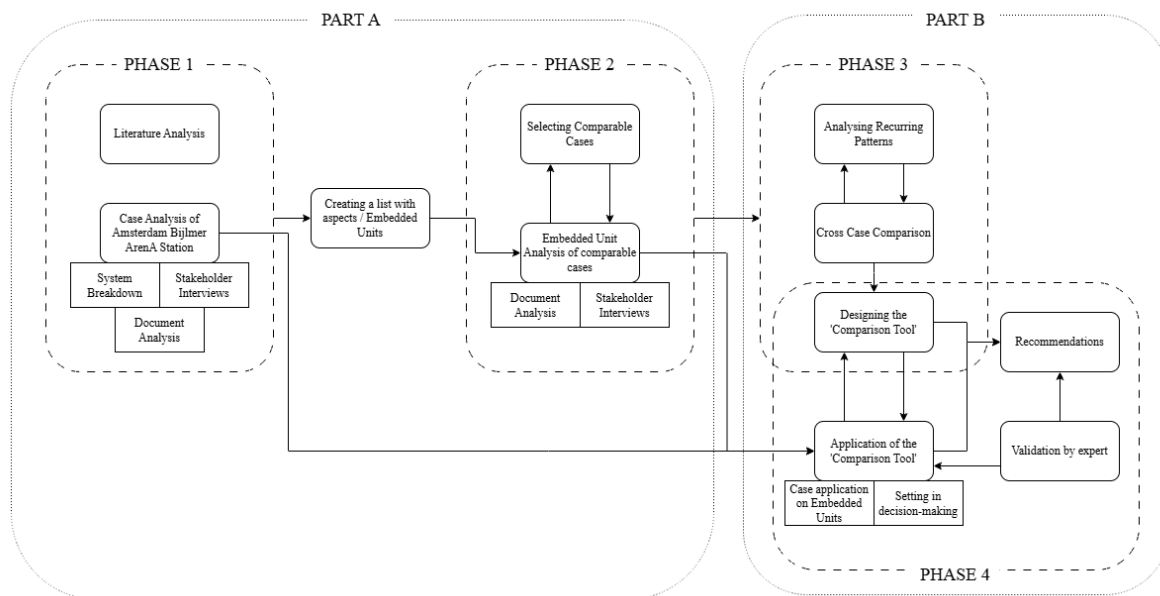 PART A
PART B
PHASE 1
PHASE 2
PHASE 3
Literature Analysis
Case Analysis of
Amsterdam Bijlmer
ArenA Station
System
Breakdown
Stakeholder
Interviews
Document
Analysis
Creating a list with
aspects / Embedded
Units
Selecting Comparable
Cases
Embedded Unit
Analysis of comparable
cases
Document
Analysis
Stakeholder
Interviews
Analysing Recurring
Patterns
Cross Case Comparison
Designing the
'Comparison Tool'
Recommendations
Application of the
'Comparison Tool'
Validation by expert
Case application
on Embedded
Units
Setting in
decision-making
PHASE 4